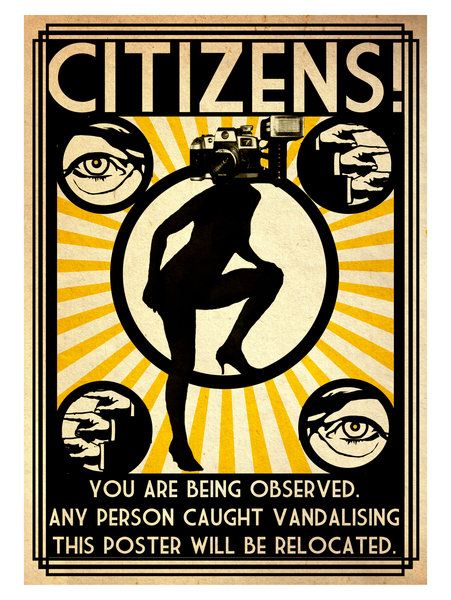 CITIZENS!
YOU ARE BEING OBSERVED.
ANY PERSON CAUGHT VANDALISING
THIS POSTER WILL BE RELOCATED.